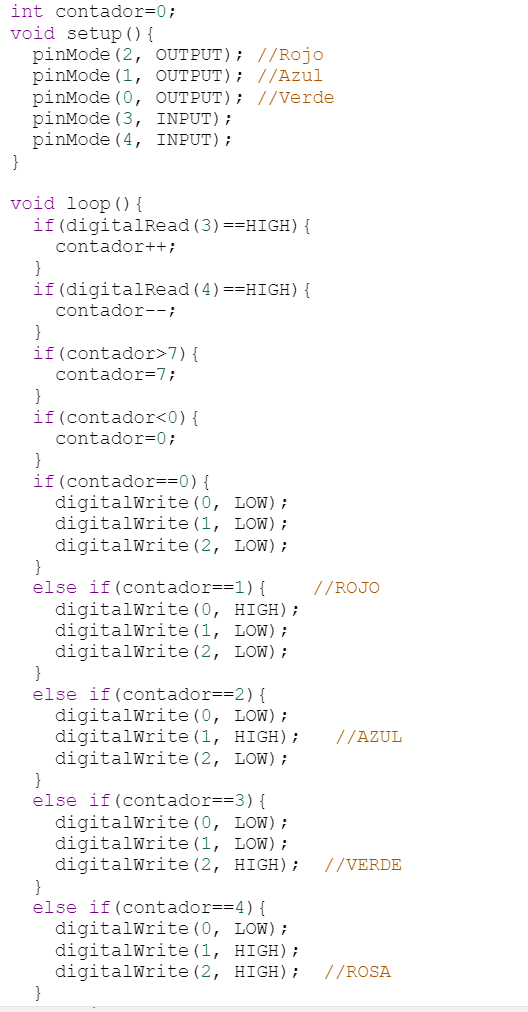 int contador=0;
void setup(){
  pinMode(2, OUTPUT); //Rojo
  pinMode(1, OUTPUT); //Azul
  pinMode(0, OUTPUT); //Verde
  pinMode(3, INPUT);
  pinMode(4, INPUT);
}

void loop(){
  if(digitalRead(3)==HIGH){
    contador++;
  }
  if(digitalRead(4)==HIGH){
    contador--;
  }
  if(contador>7){
    contador=7;
  }
  if(contador<0){
    contador=0;
  }
  if(contador==0){
    digitalWrite(0, LOW);
    digitalWrite(1, LOW);
    digitalWrite(2, LOW);
  }
  else if(contador==1){    //ROJO
    digitalWrite(0, HIGH);
    digitalWrite(1, LOW);
    digitalWrite(2, LOW);
  }
  else if(contador==2){
    digitalWrite(0, LOW);
    digitalWrite(1, HIGH);   //AZUL
    digitalWrite(2, LOW);
  }
  else if(contador==3){
    digitalWrite(0, LOW);
    digitalWrite(1, LOW);
    digitalWrite(2, HIGH);  //VERDE
  }
  else if(contador==4){
    digitalWrite(0, LOW);
    digitalWrite(1, HIGH);
    digitalWrite(2, HIGH);  //ROSA
  }